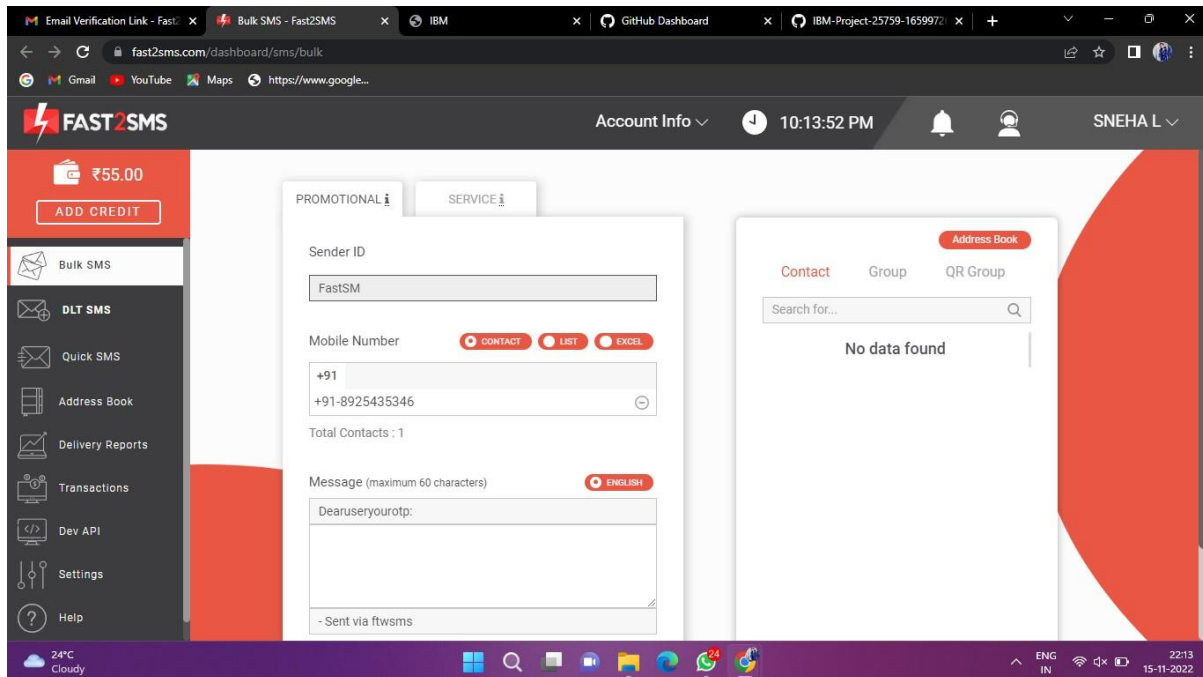 Email Verification Link - Fast2
Bulk SMS - Fast2SMS
IBM
GitHub Dashboard
IBM-Project-25759-1659972
fast2sms.com/dashboard/sms/bulk
Gmail
YouTube
Maps
https://www.google...
FAST2SMS
Account Info
10:13:52 PM
SNEHA L
₹55.00
ADD CREDIT
Bulk SMS
DLT SMS
Quick SMS
Address Book
Delivery Reports
Transactions
Dev API
Settings
Help
PROMOTIONAL i
SERVICE i
Sender ID
FastSM
Mobile Number
CONTACT
LIST
EXCEL
+91
+91-8925435346
Total Contacts : 1
Message (maximum 60 characters)
ENGLISH
Dearuseryourotp:
- Sent via ftwsms
Address Book
Contact
Group
QR Group
Search for...
No data found
24°C
Cloudy
24
ENG
IN
22:13
15-11-2022